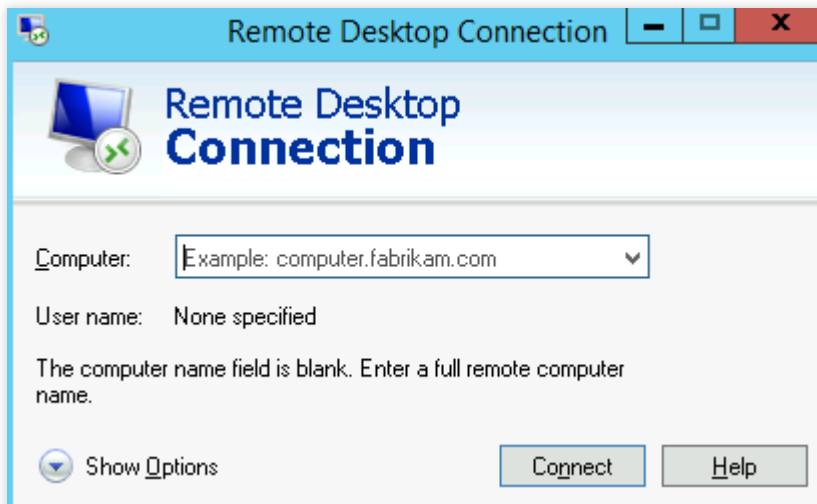 Remote Desktop Connection
Remote Desktop
Connection
Computer: Example: computer.fabrikam.com
User name: None specified
The computer name field is blank. Enter a full remote computer
name.
Show Options Connect Help